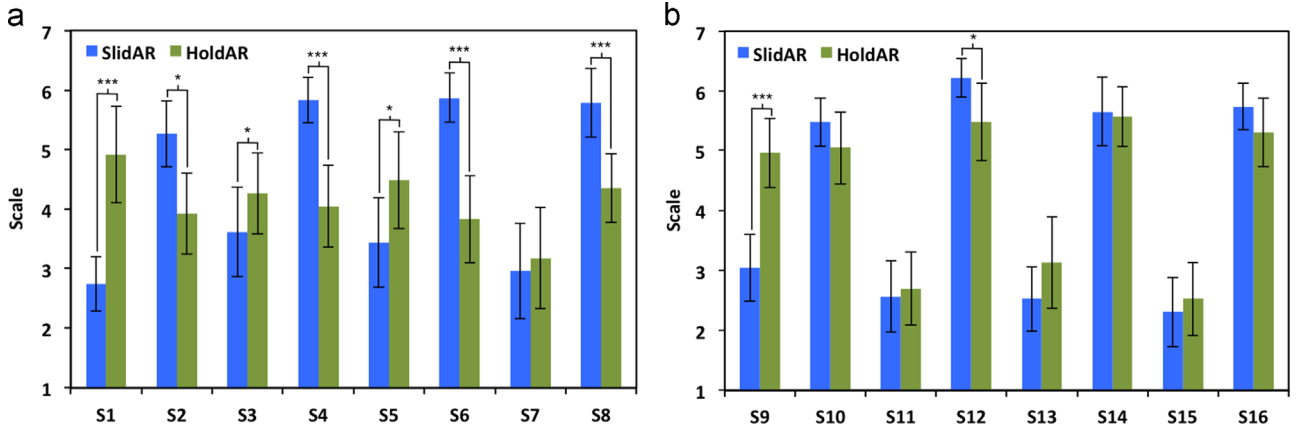 a
SlidAR HoldAR
Scale
7
6
5
4
3
2
1
*** * * *** * *** ***
S1 S2 S3 S4 S5 S6 S7 S8
b
SlidAR HoldAR
Scale
7
6
5
4
3
2
1
*** *
S9 S10 S11 S12 S13 S14 S15 S16